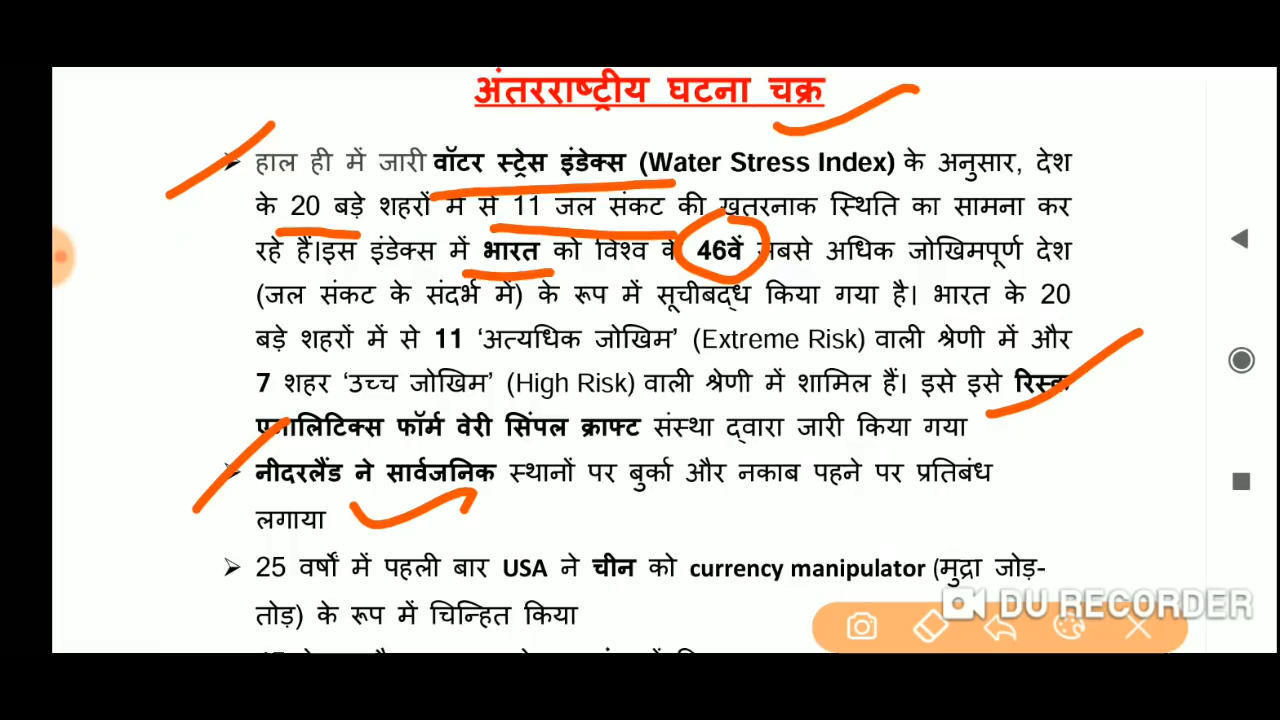 अंतरराष्ट्रीय घटना चक्र
➢ हाल ही में जारी वॉटर स्ट्रेस इंडेक्स (Water Stress Index) के अनुसार, देश
के 20 बड़े शहरों में से 11 जल संकट की खतरनाक स्थिति का सामना कर
रहे हैं।इस इंडेक्स में भारत को विश्व के 46वें सबसे अधिक जोखिमपूर्ण देश
(जल संकट के संदर्भ में) के रूप में सूचीबद्ध किया गया है। भारत के 20
बड़े शहरों में से 11 ‘अत्यधिक जोखिम’ (Extreme Risk) वाली श्रेणी में और
7 शहर ‘उच्च जोखिम’ (High Risk) वाली श्रेणी में शामिल हैं। इसे इसे रिस्क
एनालिटिक्स फॉर्म वेरी सिंपल क्राफ्ट संस्था द्वारा जारी किया गया
➢ नीदरलैंड ने सार्वजनिक स्थानों पर बुर्का और नकाब पहने पर प्रतिबंध
लगाया
➢ 25 वर्षों में पहली बार USA ने चीन को currency manipulator (मुद्रा जोड़-
तोड़) के रूप में चिन्हित किया
DU RECORDER